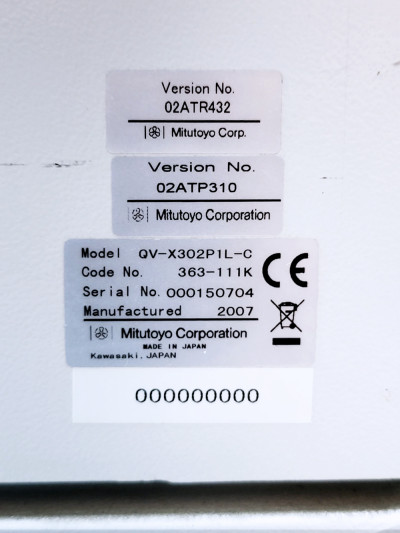 Version No.
02ATR432
Mitutoyo Corp.
Version No.
02ATP310
Mitutoyo Corporation
Model QV-X302P1L-C
Code No. 363-111K
Serial No. 000150704
Manufactured 2007
CE
Mitutoyo Corporation
MADE IN JAPAN
Kawasaki, JAPAN
000000000